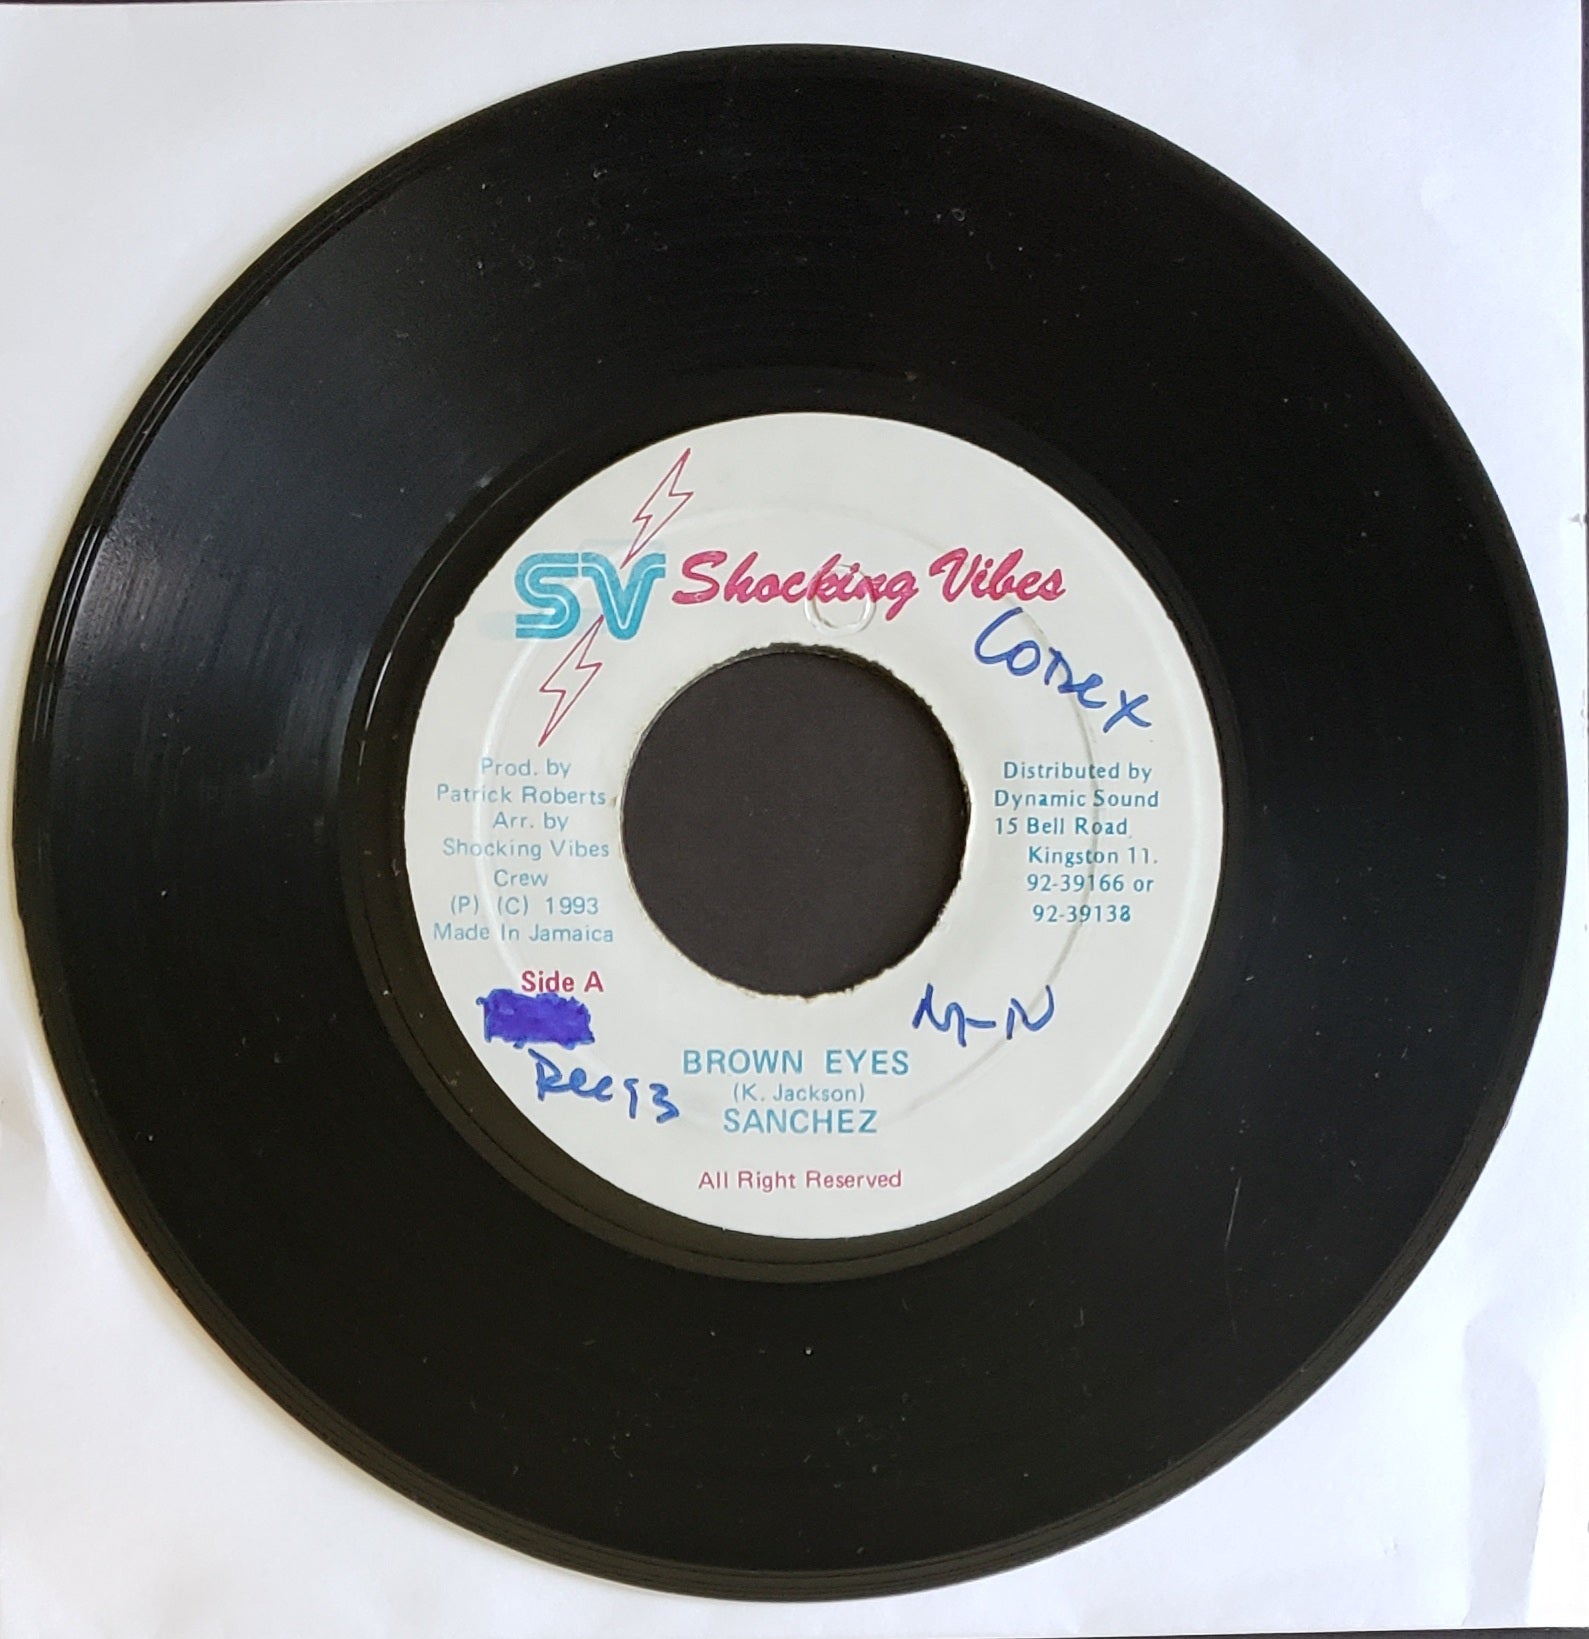 SV Shocking Vibes
Prod. by
Patrick Roberts
Arr. by
Shocking Vibes
Crew
(P) (C) 1993
Made In Jamaica
Distributed by
Dynamic Sound
15 Bell Road
Kingston 11.
92-39166 or
92-39138
Side A
Dec 93
M-N
BROWN EYES
(K. Jackson)
SANCHEZ
All Right Reserved